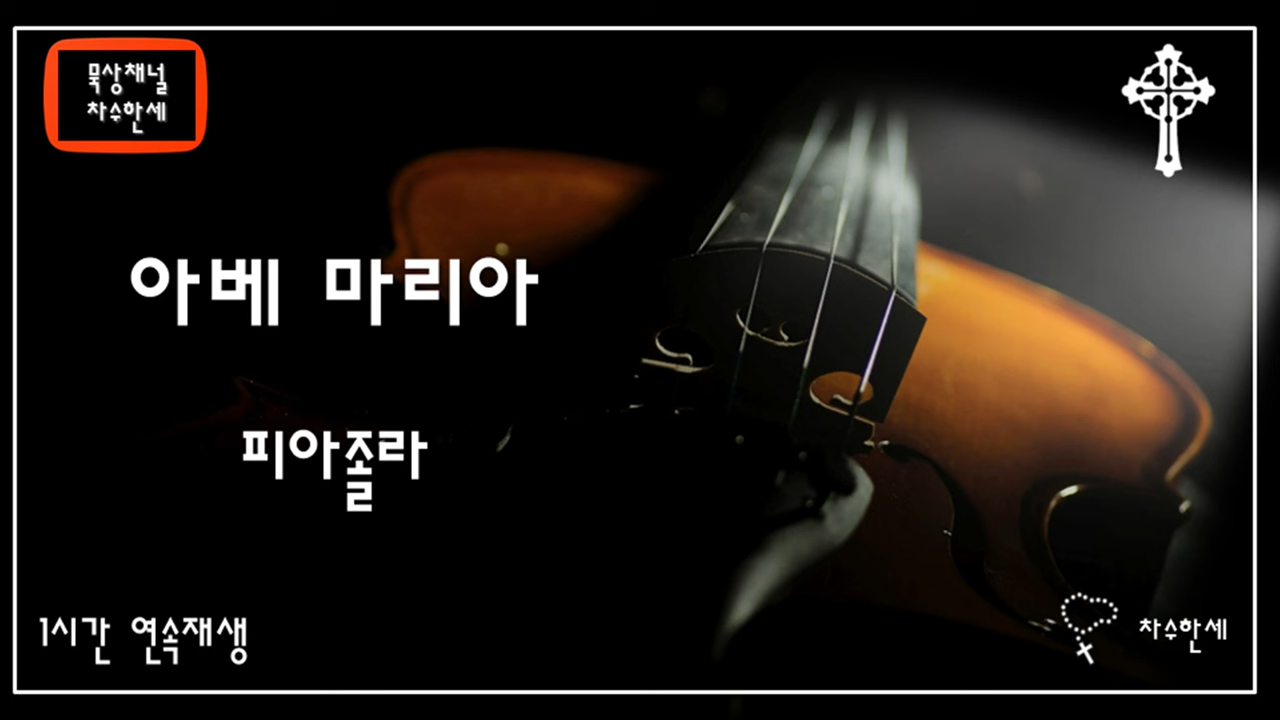 묵상채널
차수한세
아베 마리아
피아졸라
1시간 연속재생
차수한세